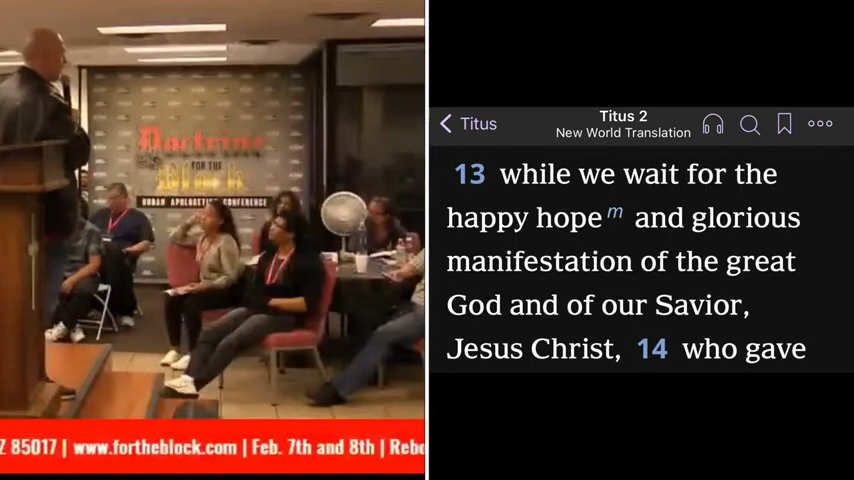 Doctrine
FOR THE
BLOCK
URBAN APOLOGETICS CONFERENCE
Z 85017 | www.fortheblock.com | Feb. 7th and 8th | Rebo
Titus
Titus 2
New World Translation
13 while we wait for the
happy hope m and glorious
manifestation of the great
God and of our Savior,
Jesus Christ, 14 who gave